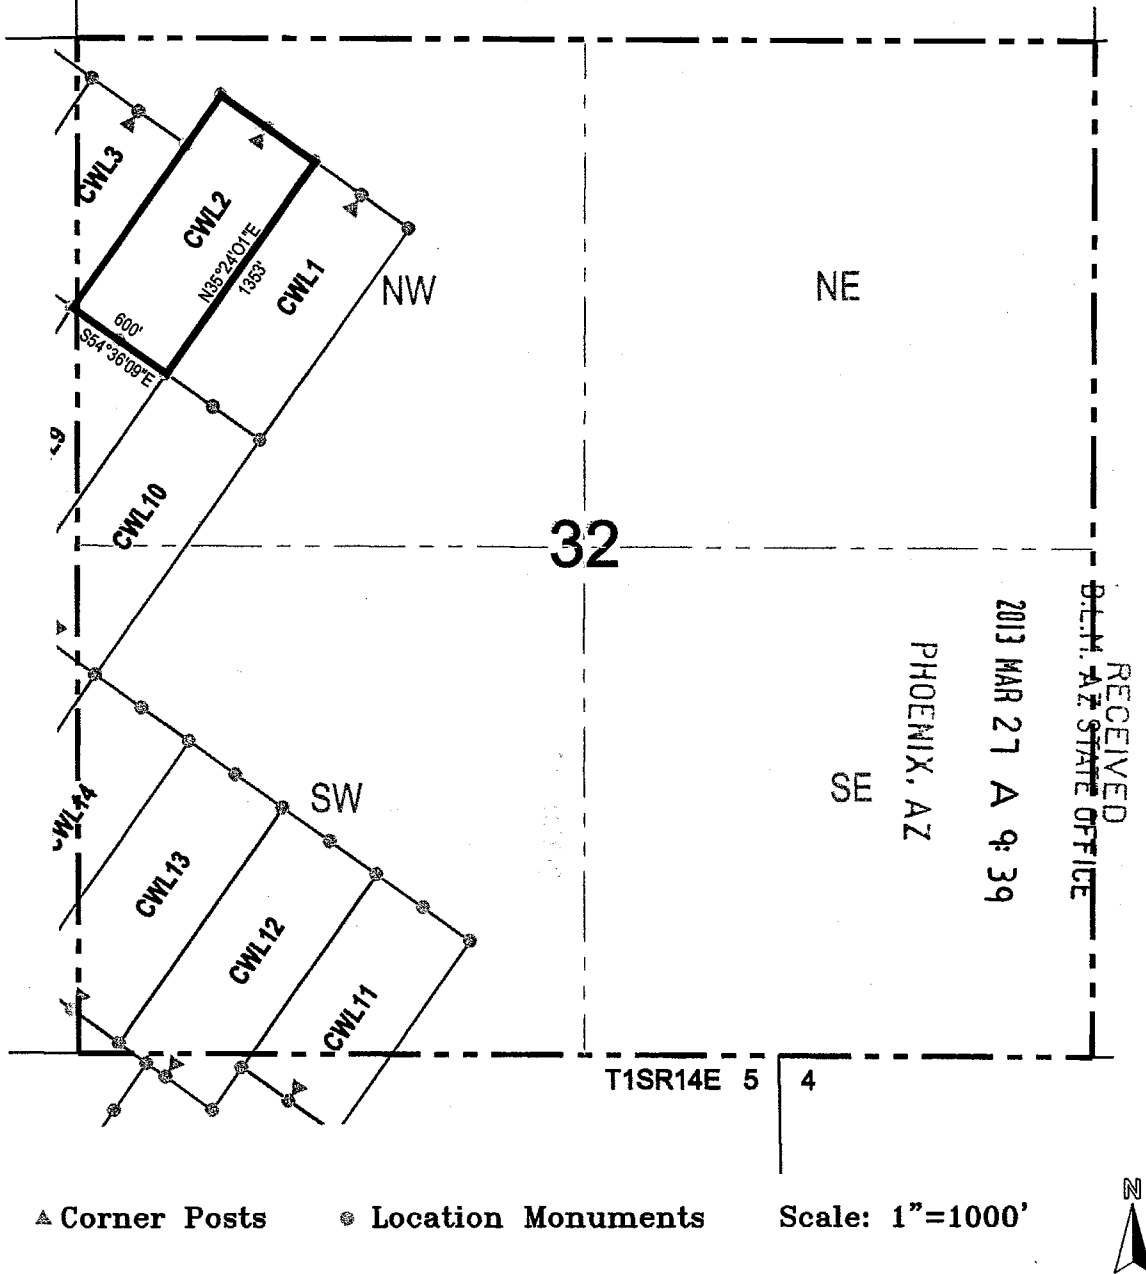 CWL3
CWL2
N35°24'01"E
1353'
CWL1
NW
NE
600'
S54°36'09"E
CWL10
32
RECEIVED
B.L.M. AZ STATE OFFICE
2013 MAR 27 A 9:39
PHOENIX, AZ
SW
SE
CWL13
CWL12
CWL11
T1SR14E 5 4
N
Corner Posts
Location Monuments
Scale: 1"=1000'